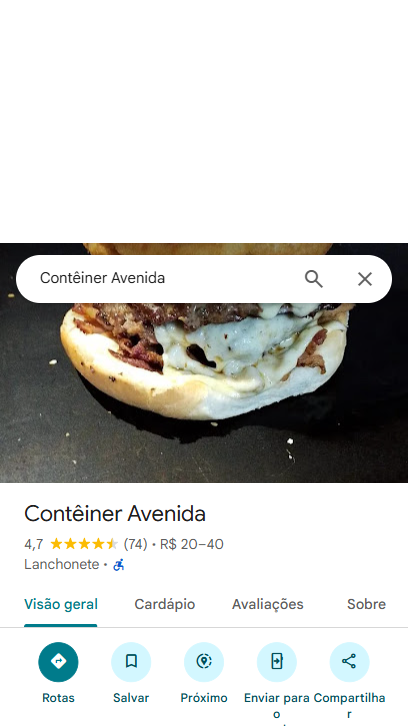 Contêiner Avenida
Contêiner Avenida
4,7 (74) • R$ 20–40
Lanchonete •
Visão geral Cardápio Avaliações Sobre
Rotas Salvar Próximo Enviar para o Compartilhar